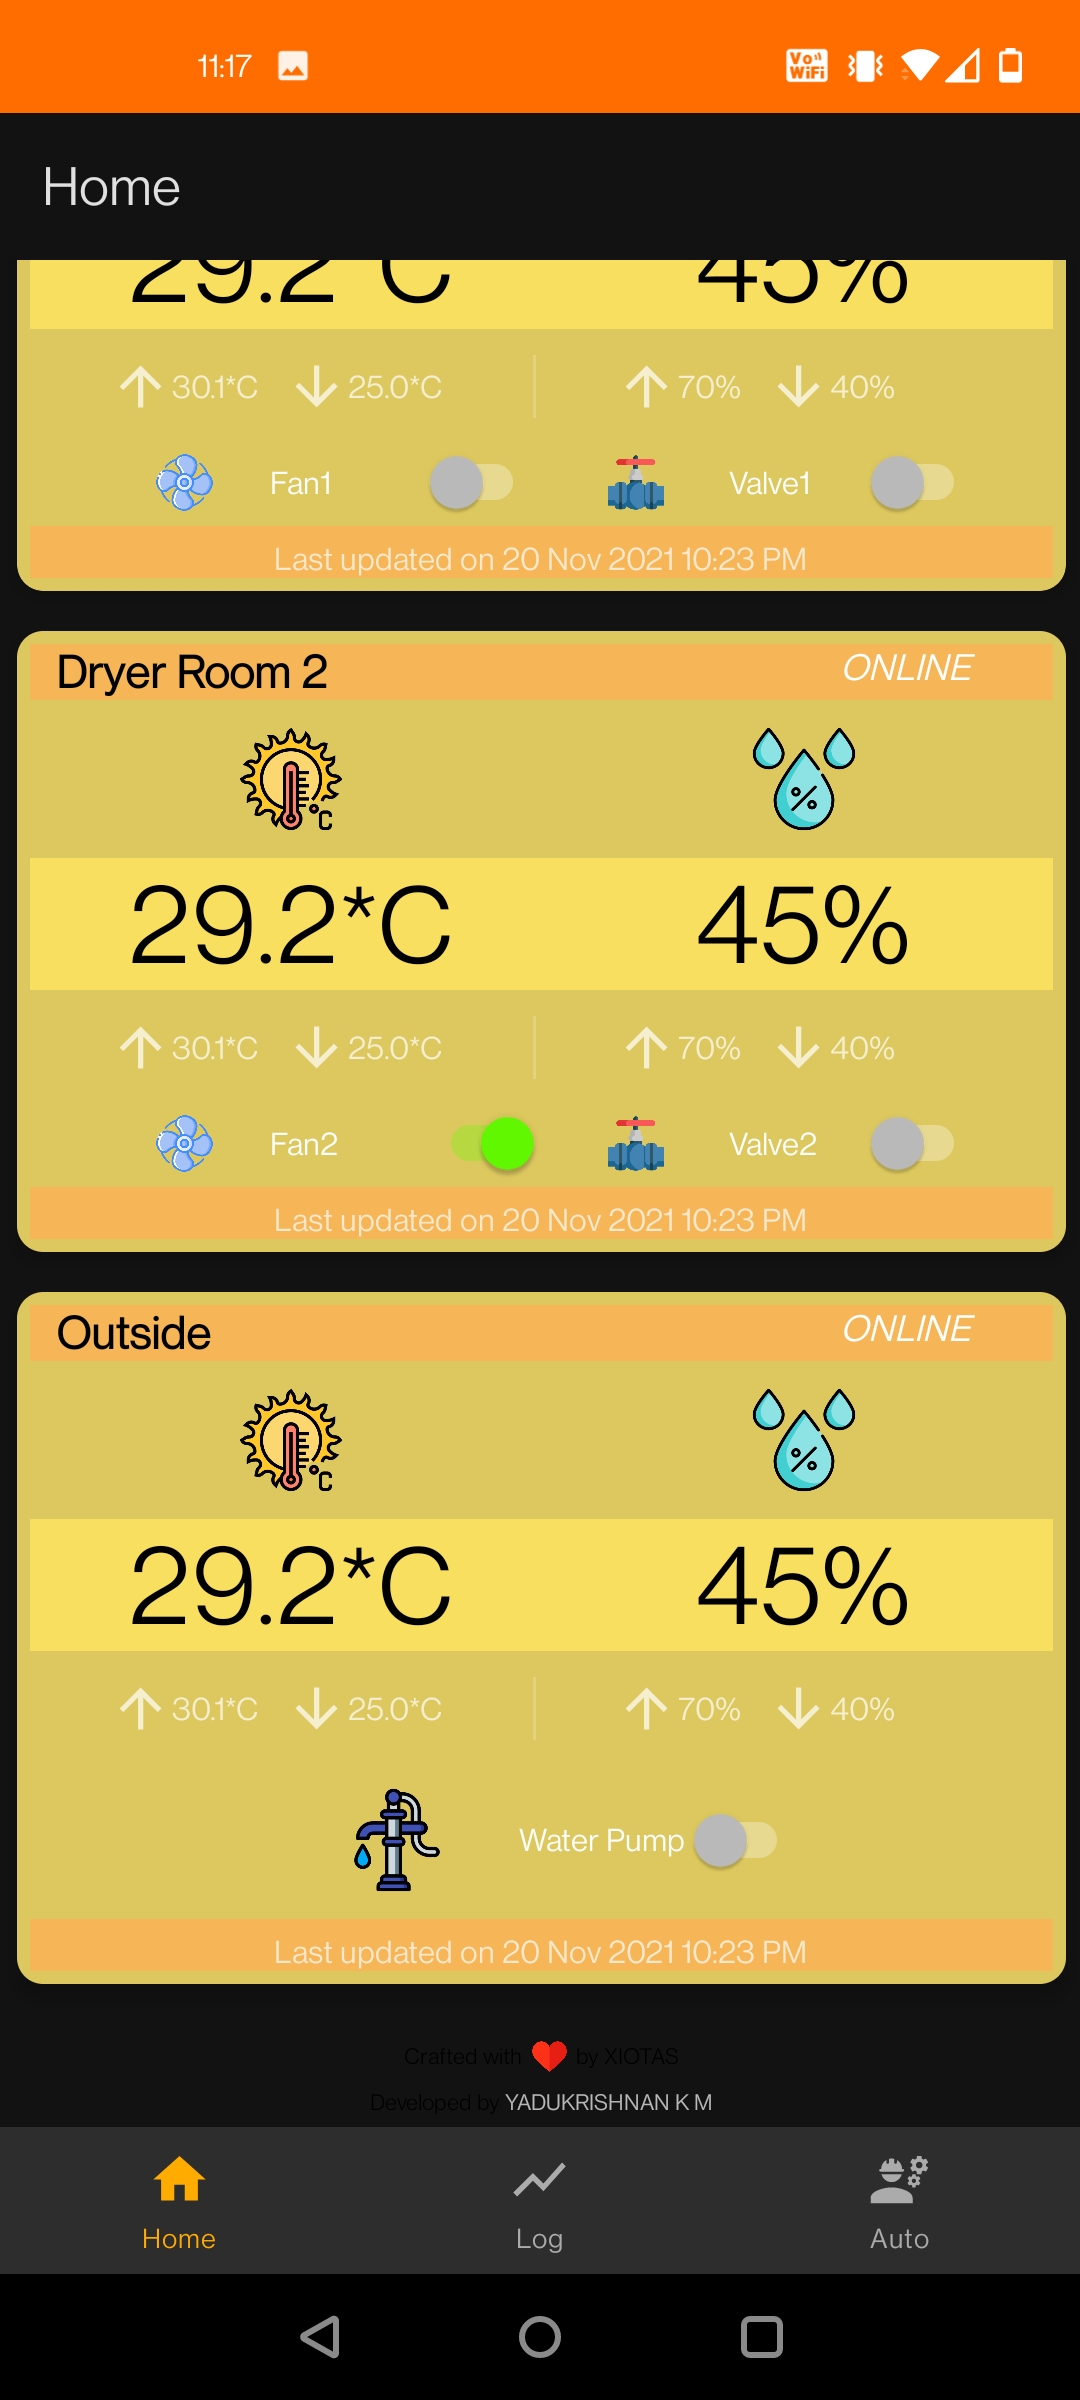 11:17
Vo))
WiFi
Home
29.2*C 45%
30.1*C 25.0*C 70% 40%
Fan1 Valve1
Last updated on 20 Nov 2021 10:23 PM
Dryer Room 2 ONLINE
°C %
29.2*C 45%
30.1*C 25.0*C 70% 40%
Fan2 Valve2
Last updated on 20 Nov 2021 10:23 PM
Outside ONLINE
°C %
29.2*C 45%
30.1*C 25.0*C 70% 40%
Water Pump
Last updated on 20 Nov 2021 10:23 PM
Crafted with ❤ by XIOTAS
Developed by YADUKRISHNAN K M
Home Log Auto